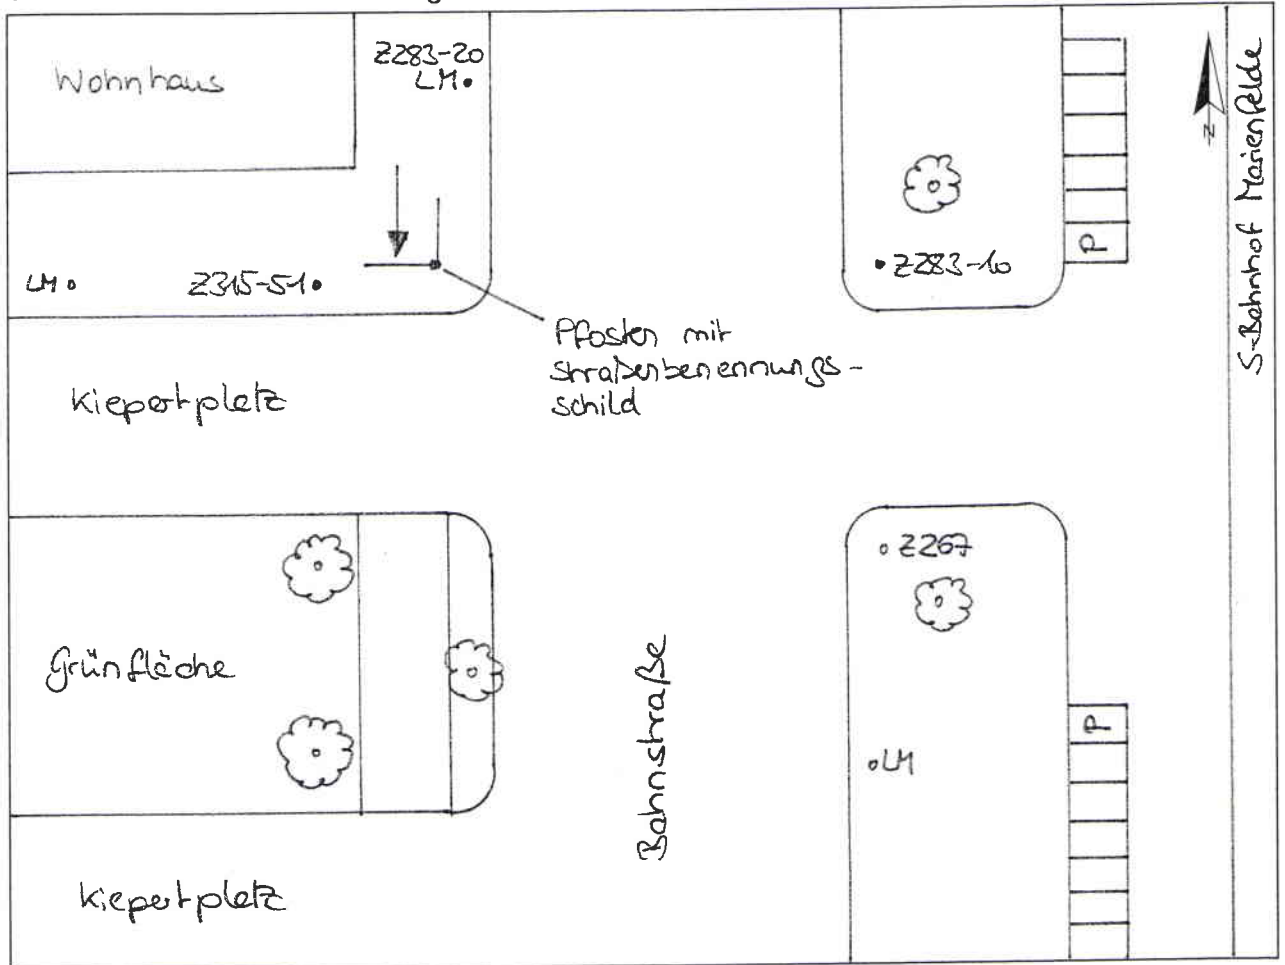 Wohnhaus
Z283-20
LM
LM
Z315-51
Pfosten mit
Straßenbenennungs-
schild
Z283-10
P
N
S-Bahnhof Marienfelde
Kiepertplatz
Z267
Grünfläche
Bahnstraße
LM
P
Kiepertplatz